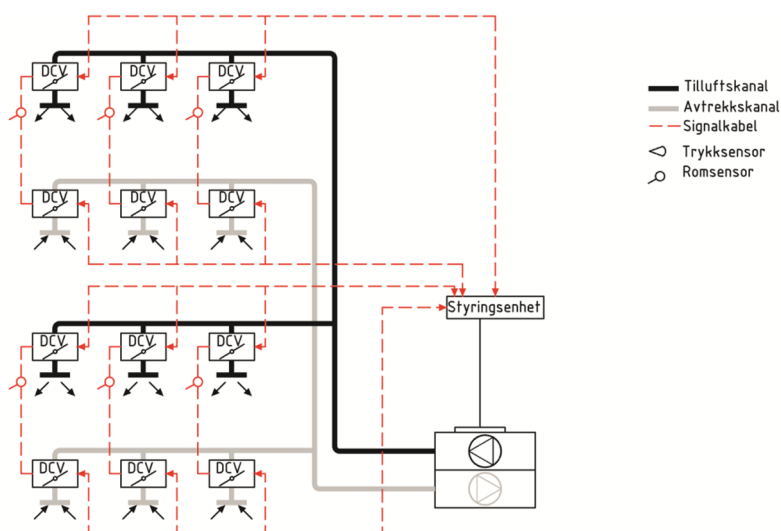 DCV DCV DCV
Tilluftskanal
Avtrekkskanal
Signalkabel
Trykksensor
Romsensor
DCV DCV DCV
Styringsenhet
DCV DCV DCV
DCV DCV DCV